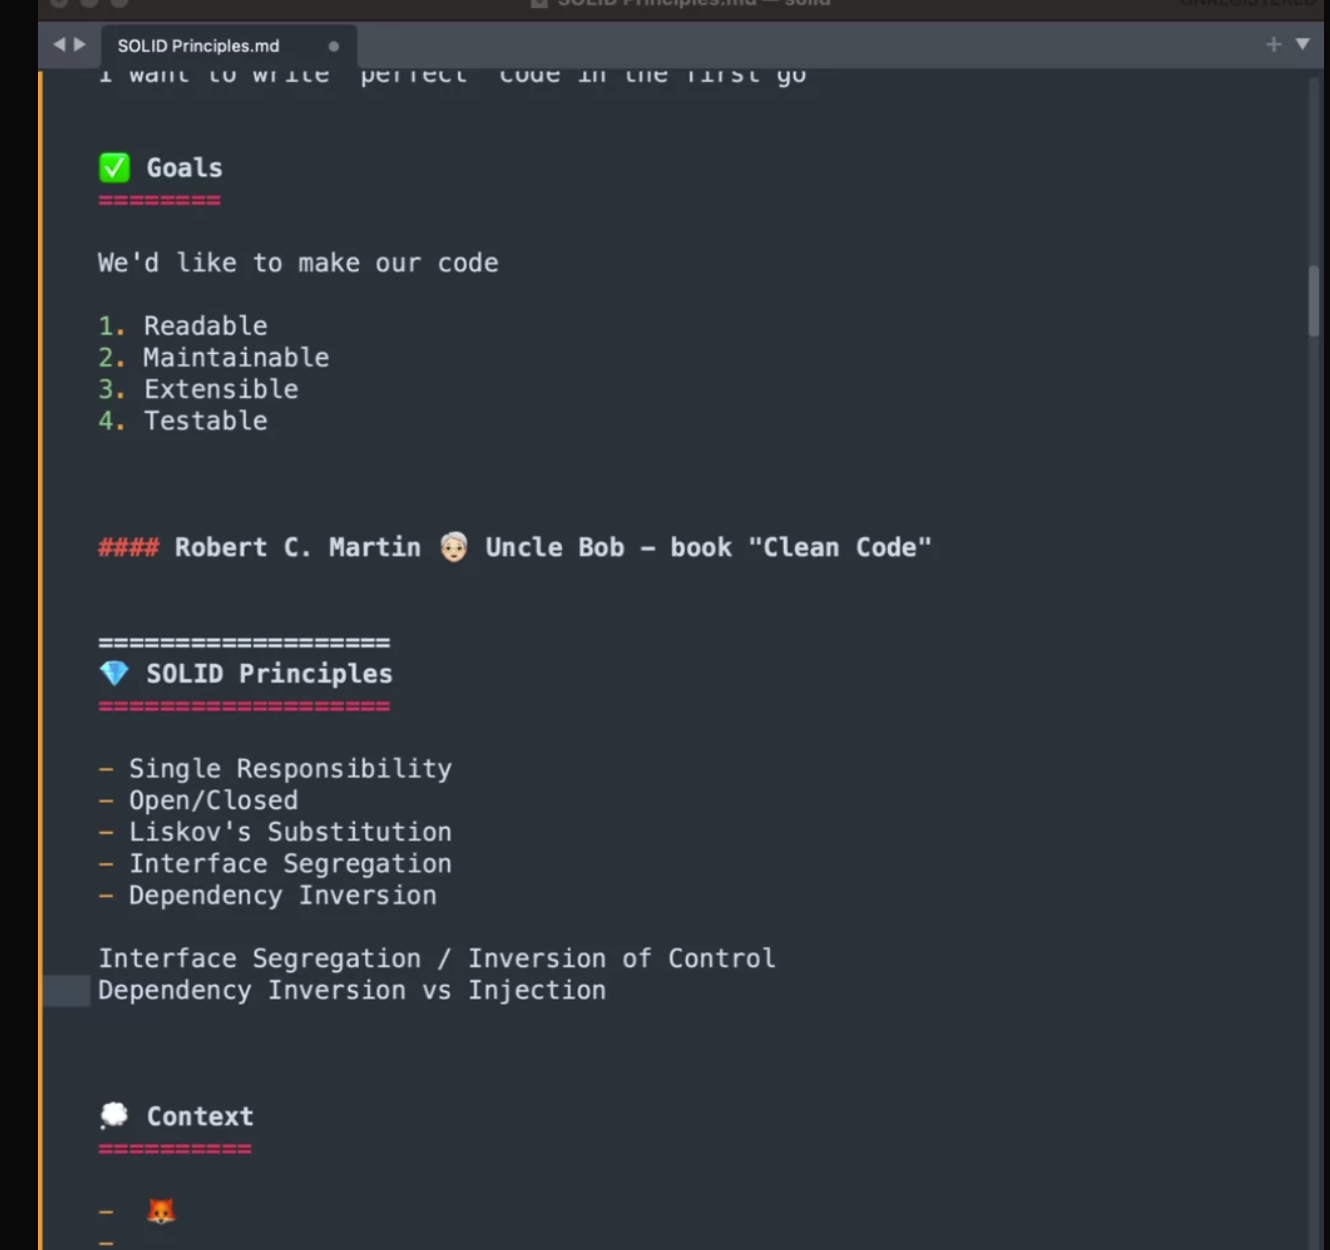 SOLID Principles.md — solid
UNREGISTERED
SOLID Principles.md
I want to write perfect code in the first go
✅ Goals
========
We'd like to make our code
1. Readable
2. Maintainable
3. Extensible
4. Testable
#### Robert C. Martin 👵🏻 Uncle Bob – book "Clean Code"
===================
💎 SOLID Principles
===================
– Single Responsibility
– Open/Closed
– Liskov's Substitution
– Interface Segregation
– Dependency Inversion
Interface Segregation / Inversion of Control
Dependency Inversion vs Injection
💭 Context
==========
– 🦊
–